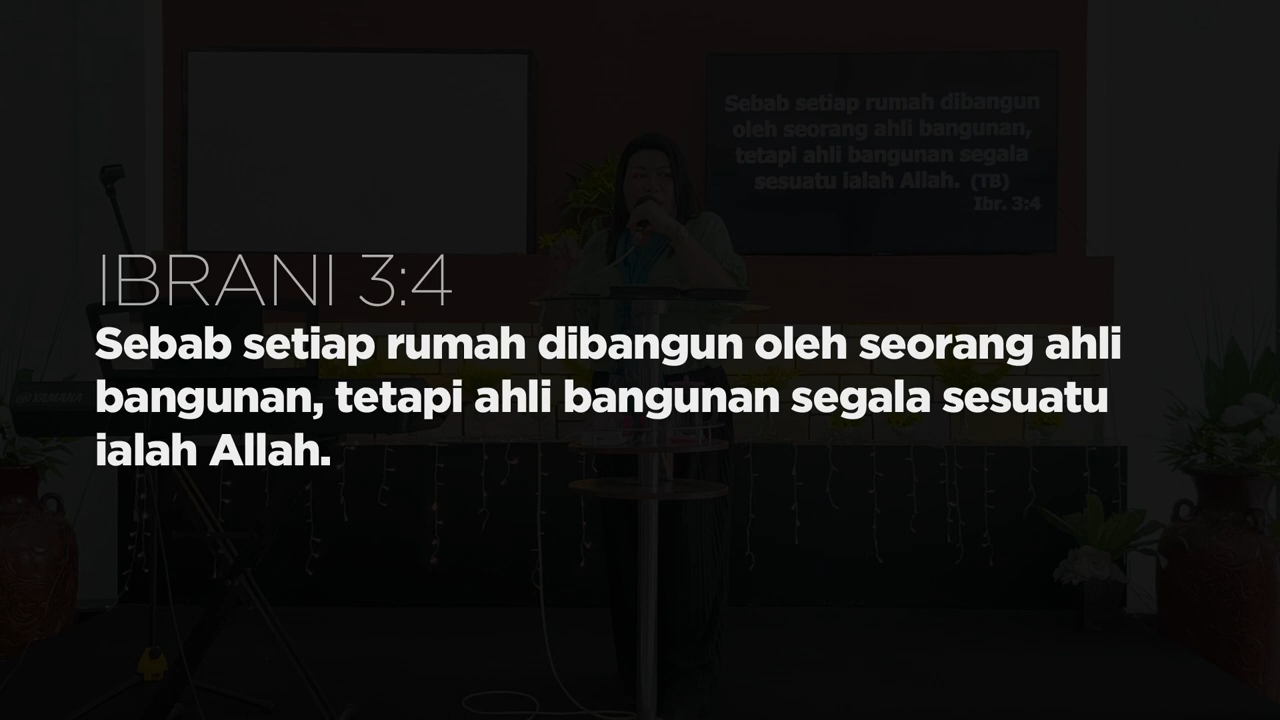 Sebab setiap rumah dibangun
oleh seorang ahli bangunan,
tetapi ahli bangunan segala
sesuatu ialah Allah. (TB)
Ibr. 3:4
IBRANI 3:4
Sebab setiap rumah dibangun oleh seorang ahli
bangunan, tetapi ahli bangunan segala sesuatu
ialah Allah.
YAMAHA